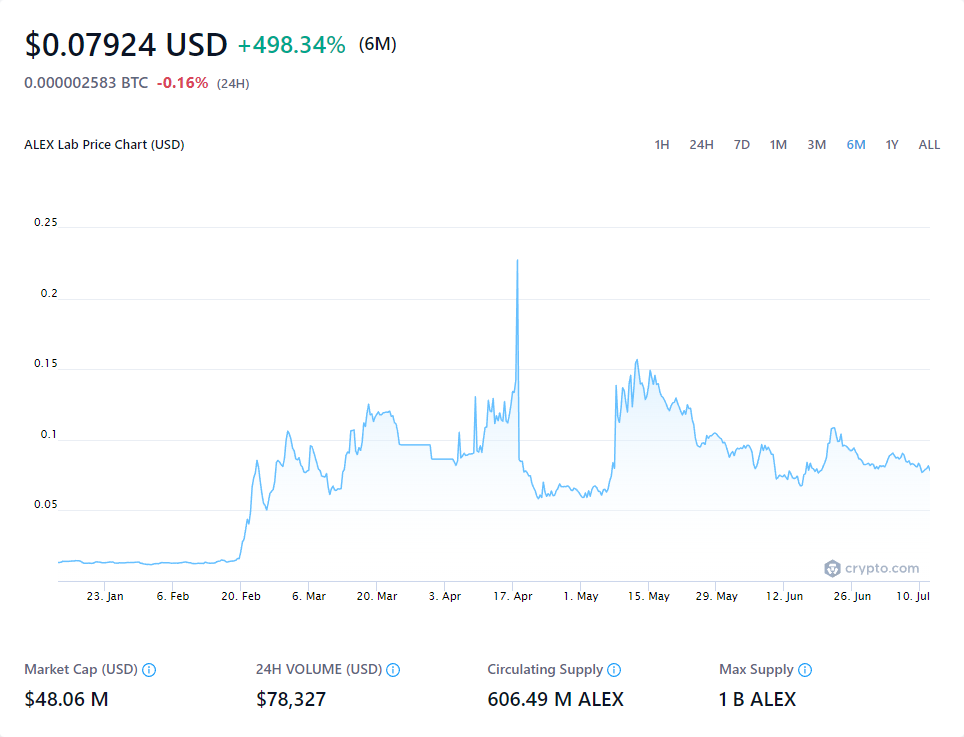 $0.07924 USD +498.34% (6M)
0.000002583 BTC -0.16% (24H)
ALEX Lab Price Chart (USD) 1H 24H 7D 1M 3M 6M 1Y ALL
0.25
0.2
0.15
0.1
0.05
crypto.com
23. Jan 6. Feb 20. Feb 6. Mar 20. Mar 3. Apr 17. Apr 1. May 15. May 29. May 12. Jun 26. Jun 10. Jul
Market Cap (USD) 24H VOLUME (USD) Circulating Supply Max Supply
$48.06 M $78,327 606.49 M ALEX 1 B ALEX